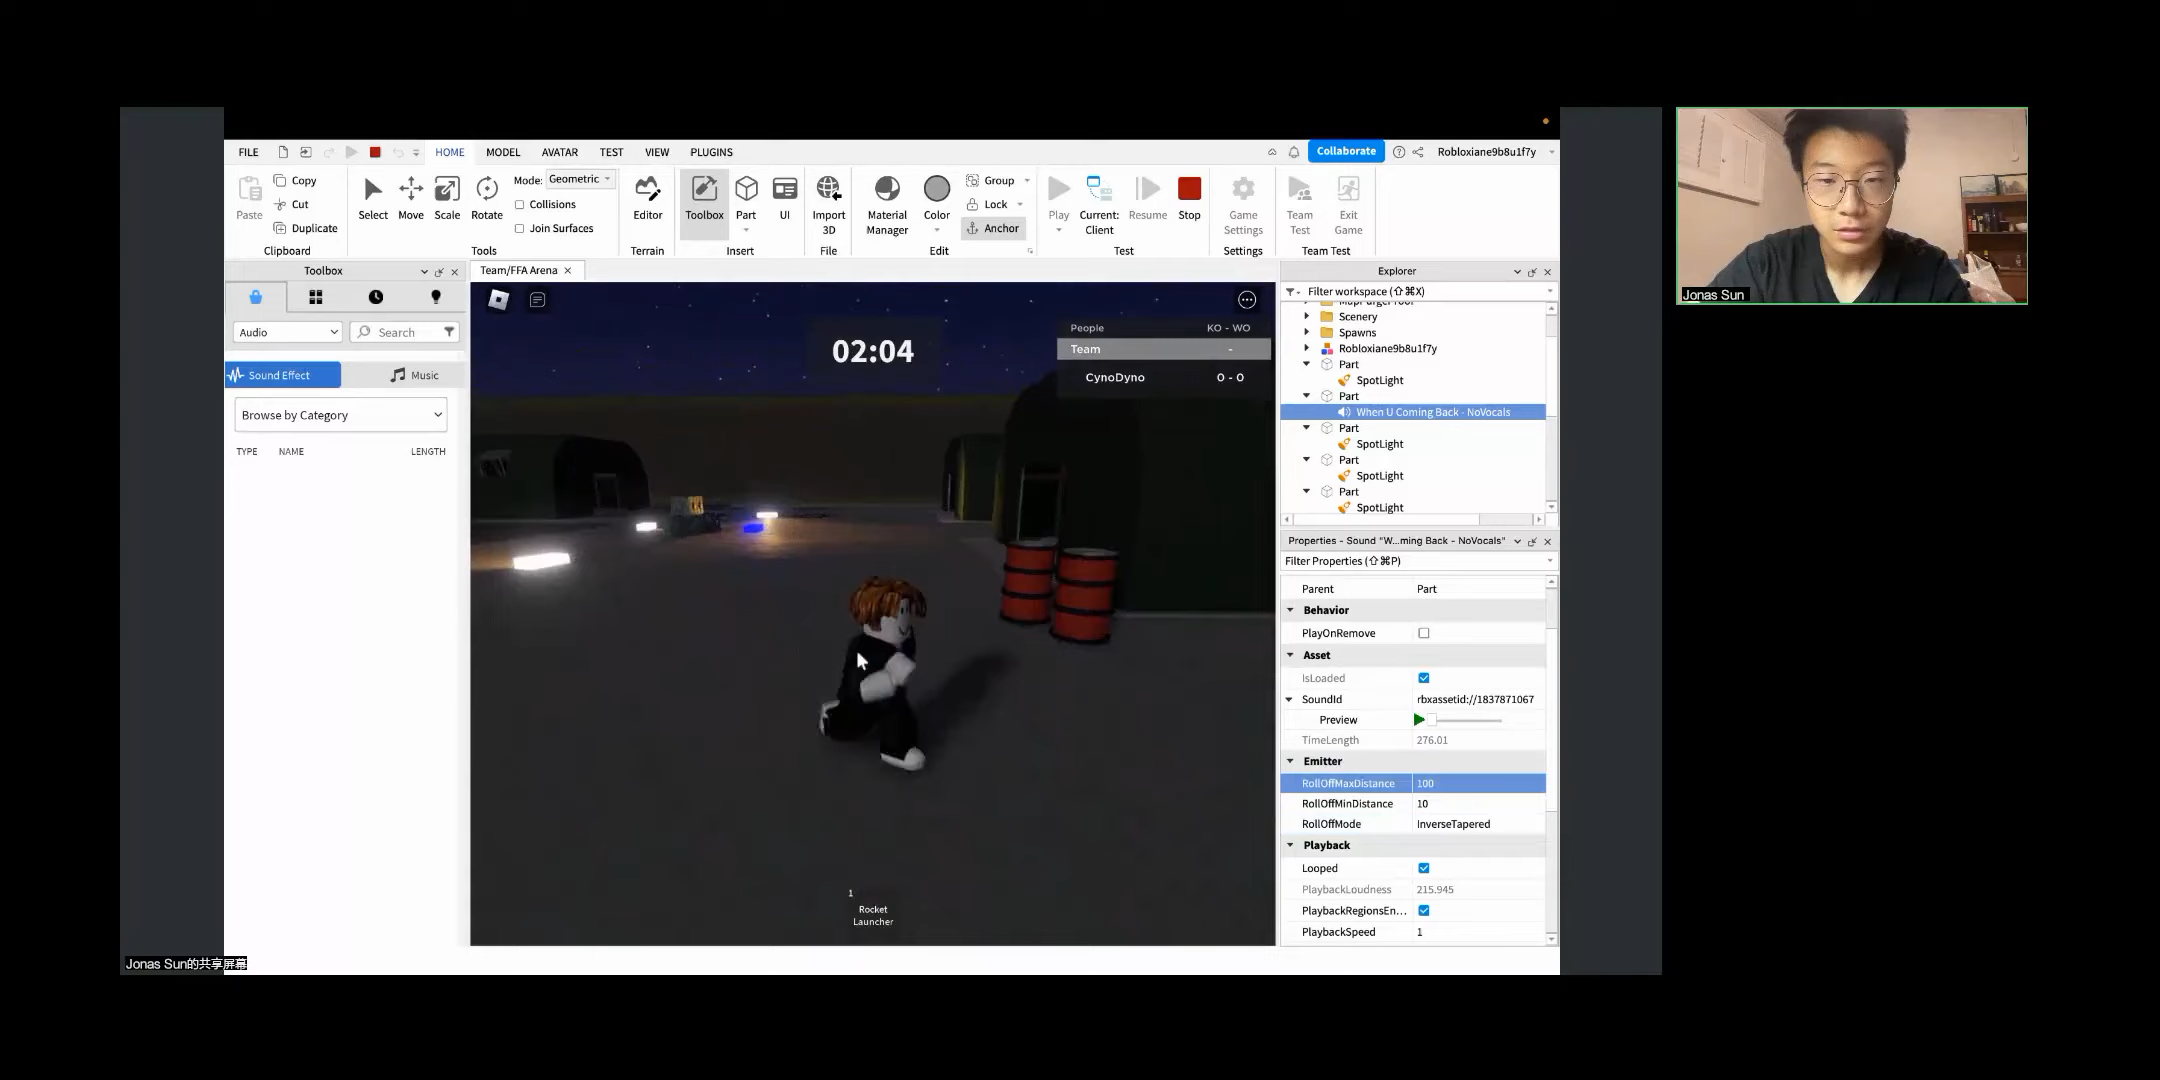 FILE
HOME
MODEL
AVATAR
TEST
VIEW
PLUGINS
Collaborate
Robloxiane9b8u1f7y
Paste
Copy
Cut
Duplicate
Clipboard
Select
Move
Scale
Rotate
Mode: Geometric
Collisions
Join Surfaces
Tools
Editor
Terrain
Toolbox
Part
UI
Insert
Import
3D
File
Material
Manager
Color
Group
Lock
Anchor
Edit
Play
Current:
Client
Resume
Stop
Test
Game
Settings
Settings
Team
Test
Exit
Game
Team Test
Toolbox
Audio
Search
Sound Effect
Music
Browse by Category
TYPE NAME LENGTH
Team/FFA Arena
02:04
People KO - WO
Team -
CynoDyno 0 - 0
1
Rocket
Launcher
Explorer
Filter workspace (⇧⌘X)
Scenery
Spawns
Robloxiane9b8u1f7y
Part
SpotLight
Part
When U Coming Back - NoVocals
Part
SpotLight
Part
SpotLight
Part
SpotLight
Properties - Sound "W...ming Back - NoVocals"
Filter Properties (⇧⌘P)
Parent Part
Behavior
PlayOnRemove
Asset
IsLoaded
SoundId rbxassetid://1837871067
Preview
TimeLength 276.01
Emitter
RollOffMaxDistance 100
RollOffMinDistance 10
RollOffMode InverseTapered
Playback
Looped
PlaybackLoudness 215.945
PlaybackRegionsEn...
PlaybackSpeed 1
Jonas Sun
Jonas Sun的共享屏幕